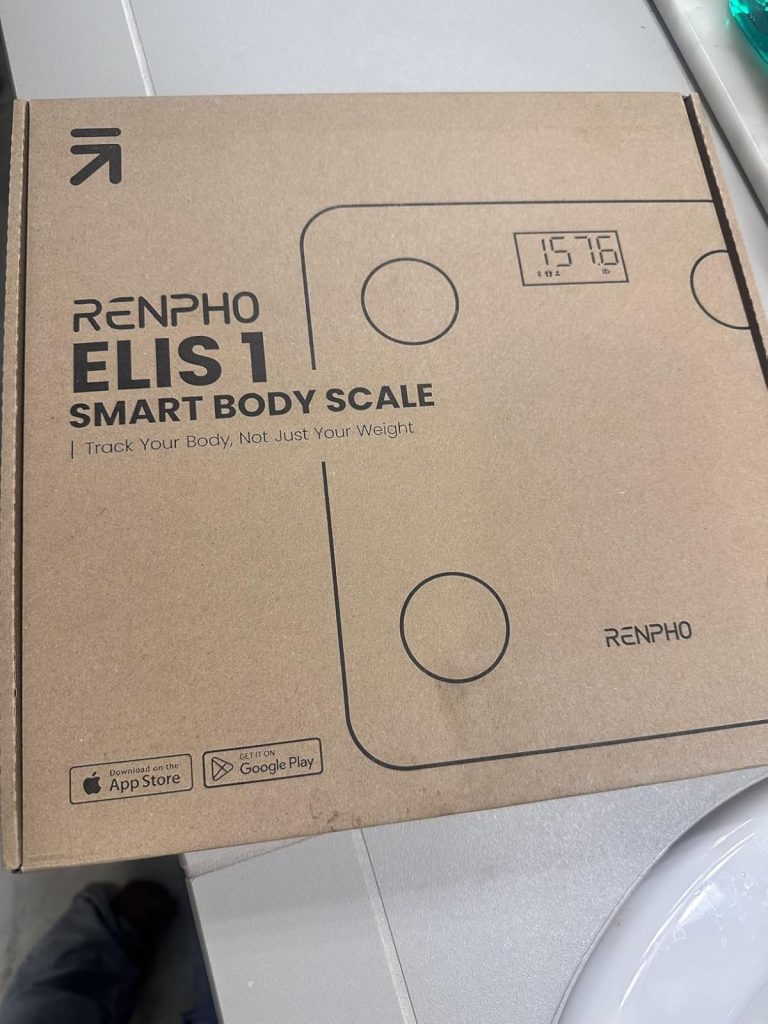 157.6
lb
RENPHO
ELIS 1
SMART BODY SCALE
| Track Your Body, Not Just Your Weight
RENPHO
Download on the
App Store
GET IT ON
Google Play